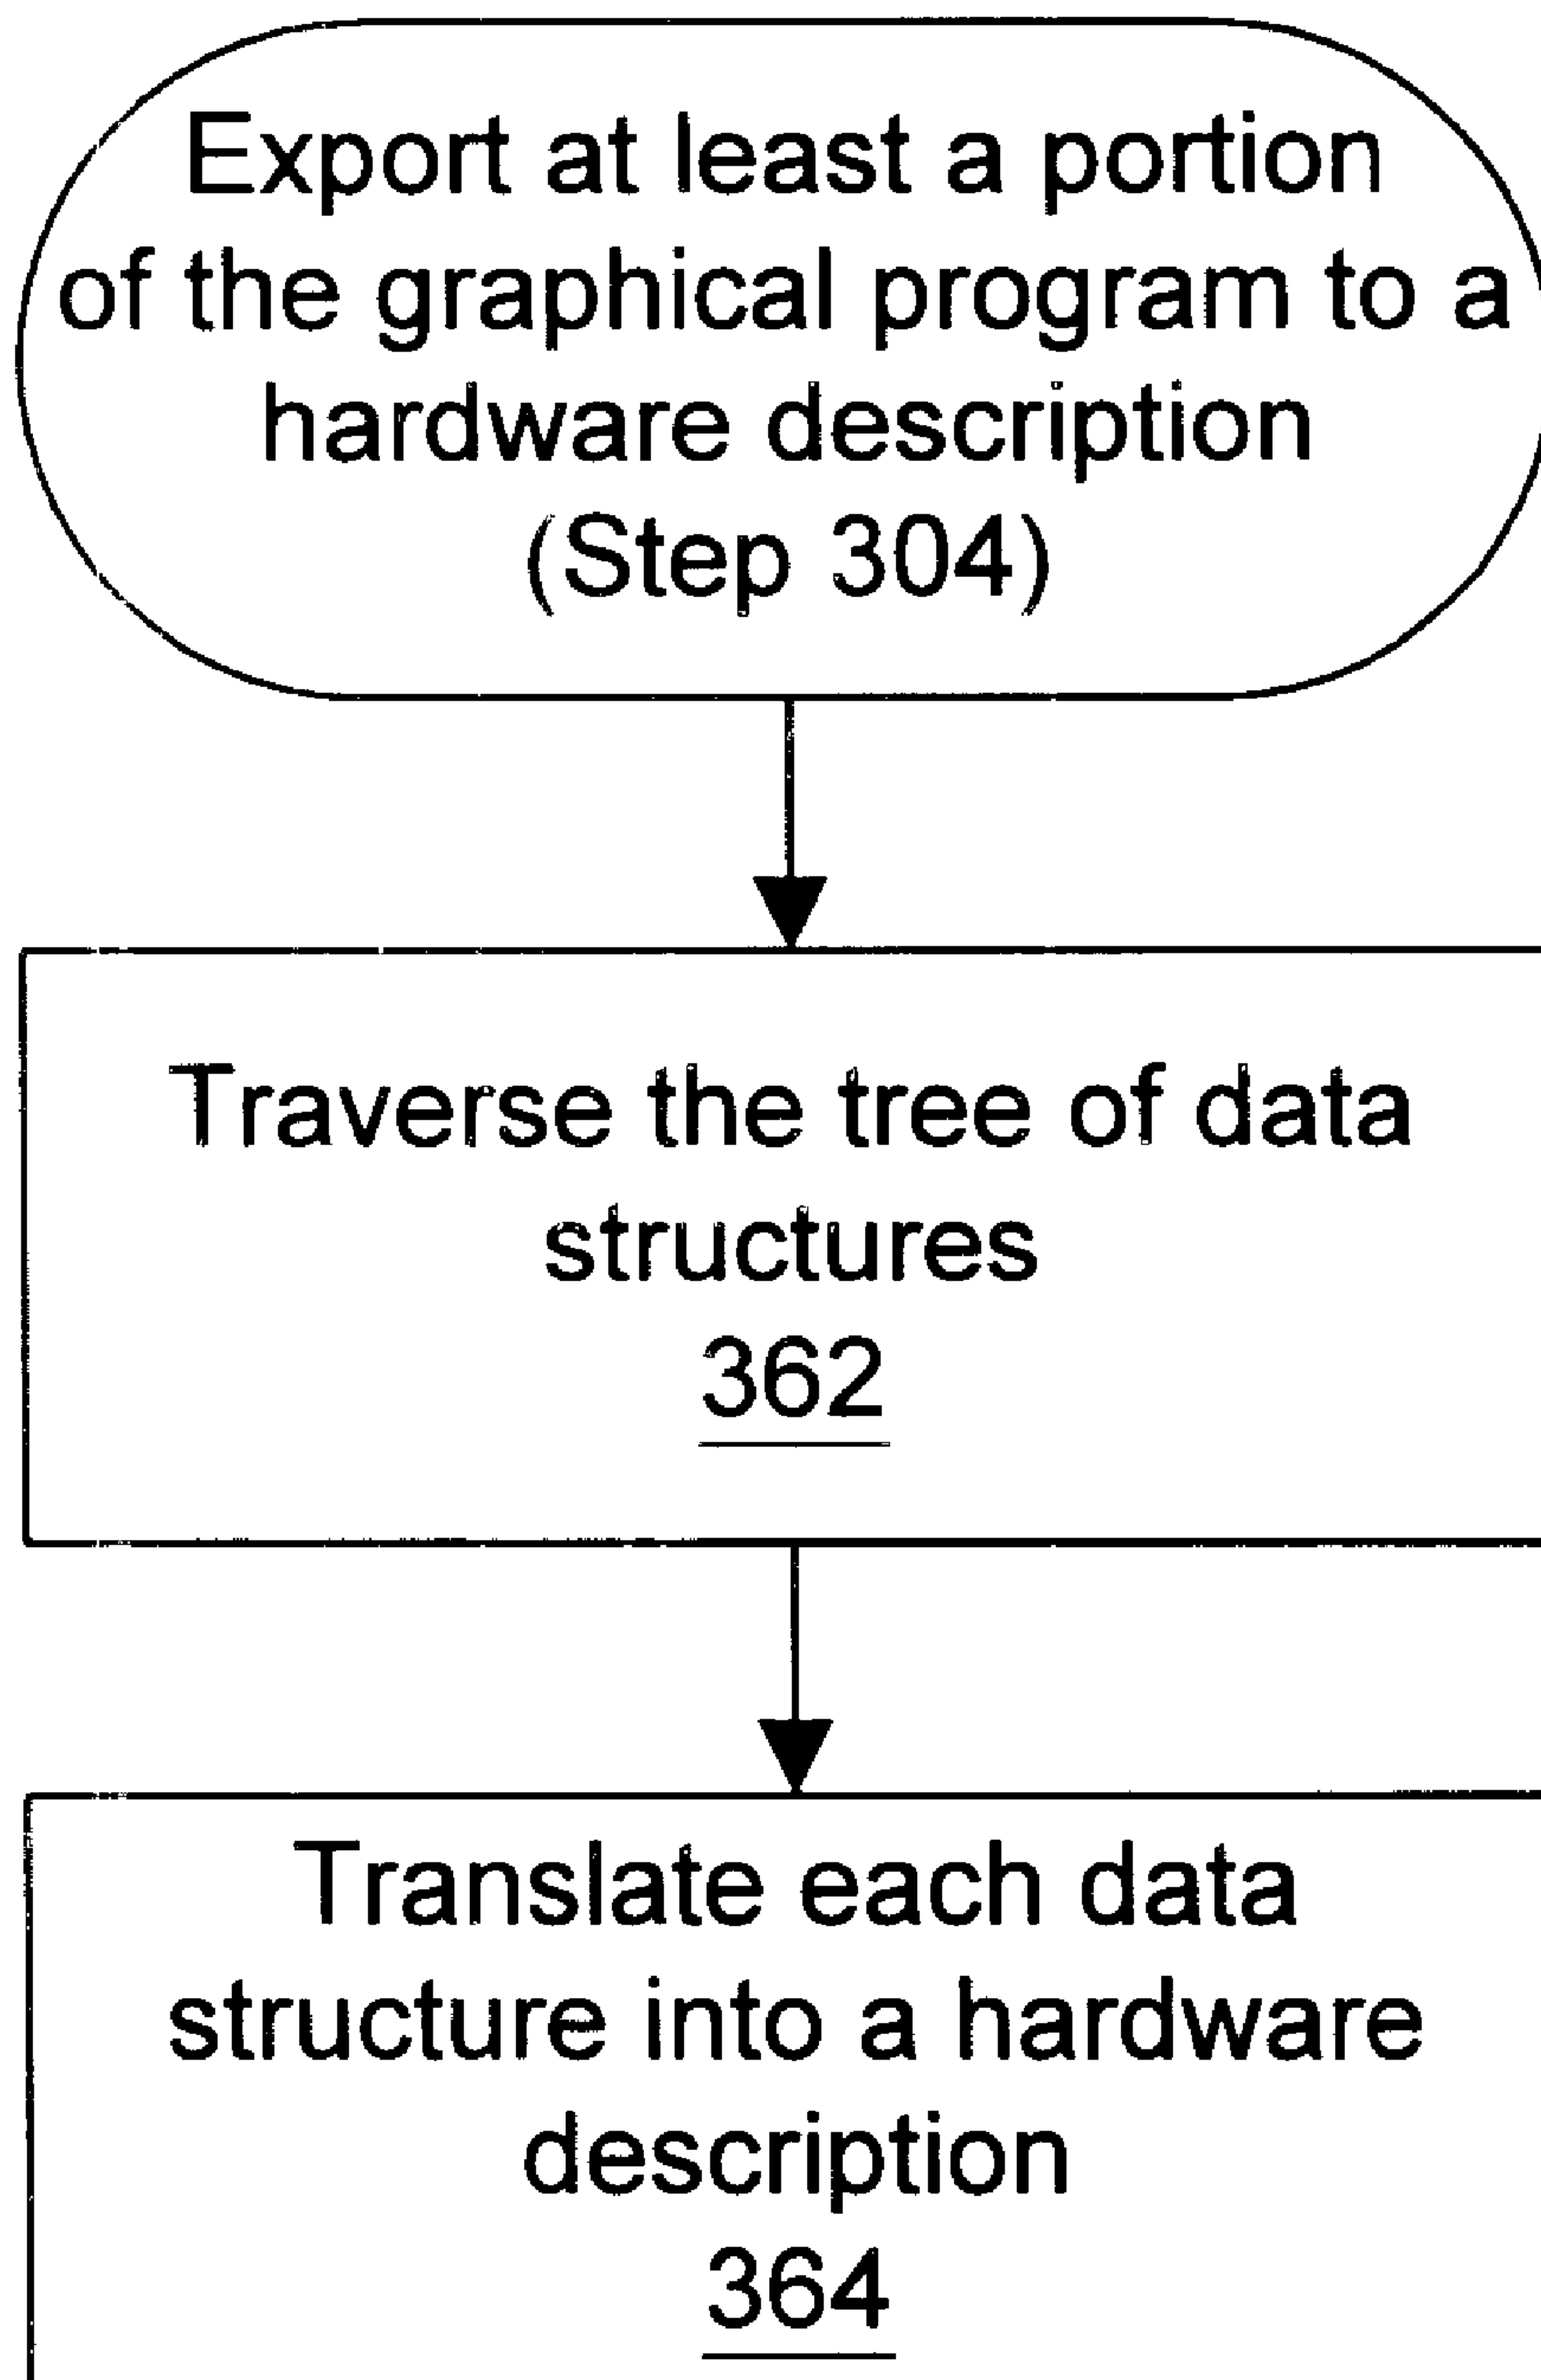 Export at least a portion
of the graphical program to a
hardware description
(Step 304)
Traverse the tree of data
structures
362
Translate each data
structure into a hardware
description
364